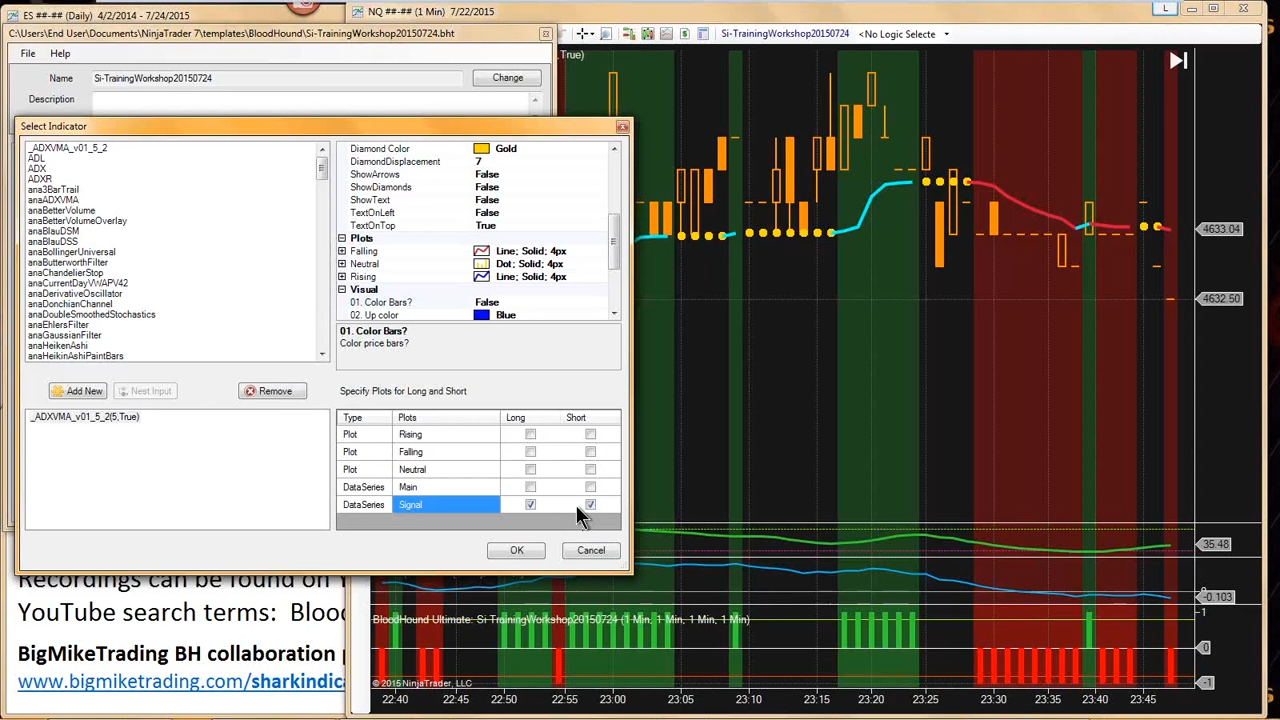 ES ##-## (Daily) 4/2/2014 - 7/24/2015
NQ ##-## (1 Min) 7/22/2015
L
C:\Users\End User\Documents\NinjaTrader 7\templates\BloodHound\Si-TrainingWorkshop20150724.bht
Si-TrainingWorkshop20150724
<No Logic Selecte
File Help
True)
Name Si-TrainingWorkshop20150724 Change
Description
Select Indicator
_ADXVMA_v01_5_2
ADL
ADX
ADXR
ana3BarTrail
anaADXVMA
anaBetterVolume
anaBetterVolumeOverlay
anaBlauDSM
anaBlauDSS
anaBollingerUniversal
anaButterworthFilter
anaChandelierStop
anaCurrentDayVWAPV42
anaDerivativeOscillator
anaDonchianChannel
anaDoubleSmoothedStochastics
anaEhlersFilter
anaGaussianFilter
anaHeikenAshi
anaHeikinAshiPaintBars
Diamond Color Gold
DiamondDisplacement 7
ShowArrows False
ShowDiamonds False
ShowText False
TextOnLeft False
TextOnTop True
Plots
Falling Line; Solid; 4px
Neutral Dot; Solid; 4px
Rising Line; Solid; 4px
Visual
01. Color Bars? False
02. Up color Blue
01. Color Bars?
Color price bars?
Add New Nest Input Remove
Specify Plots for Long and Short
_ADXVMA_v01_5_2(5,True)
Type Plots Long Short
Plot Rising
Plot Falling
Plot Neutral
DataSeries Main
DataSeries Signal
OK Cancel
4633.04
4632.50
35.48
-0.103
1
0
-1
BloodHound Ultimate: Si TrainingWorkshop20150724 (1 Min, 1 Min, 1 Min, 1 Min)
© 2015 NinjaTrader, LLC
22:40 22:45 22:50 22:55 23:00 23:05 23:10 23:15 23:20 23:25 23:30 23:35 23:40 23:45
Recordings can be found on
YouTube search terms: Bloo
BigMikeTrading BH collaboration
www.bigmiketrading.com/sharkindica